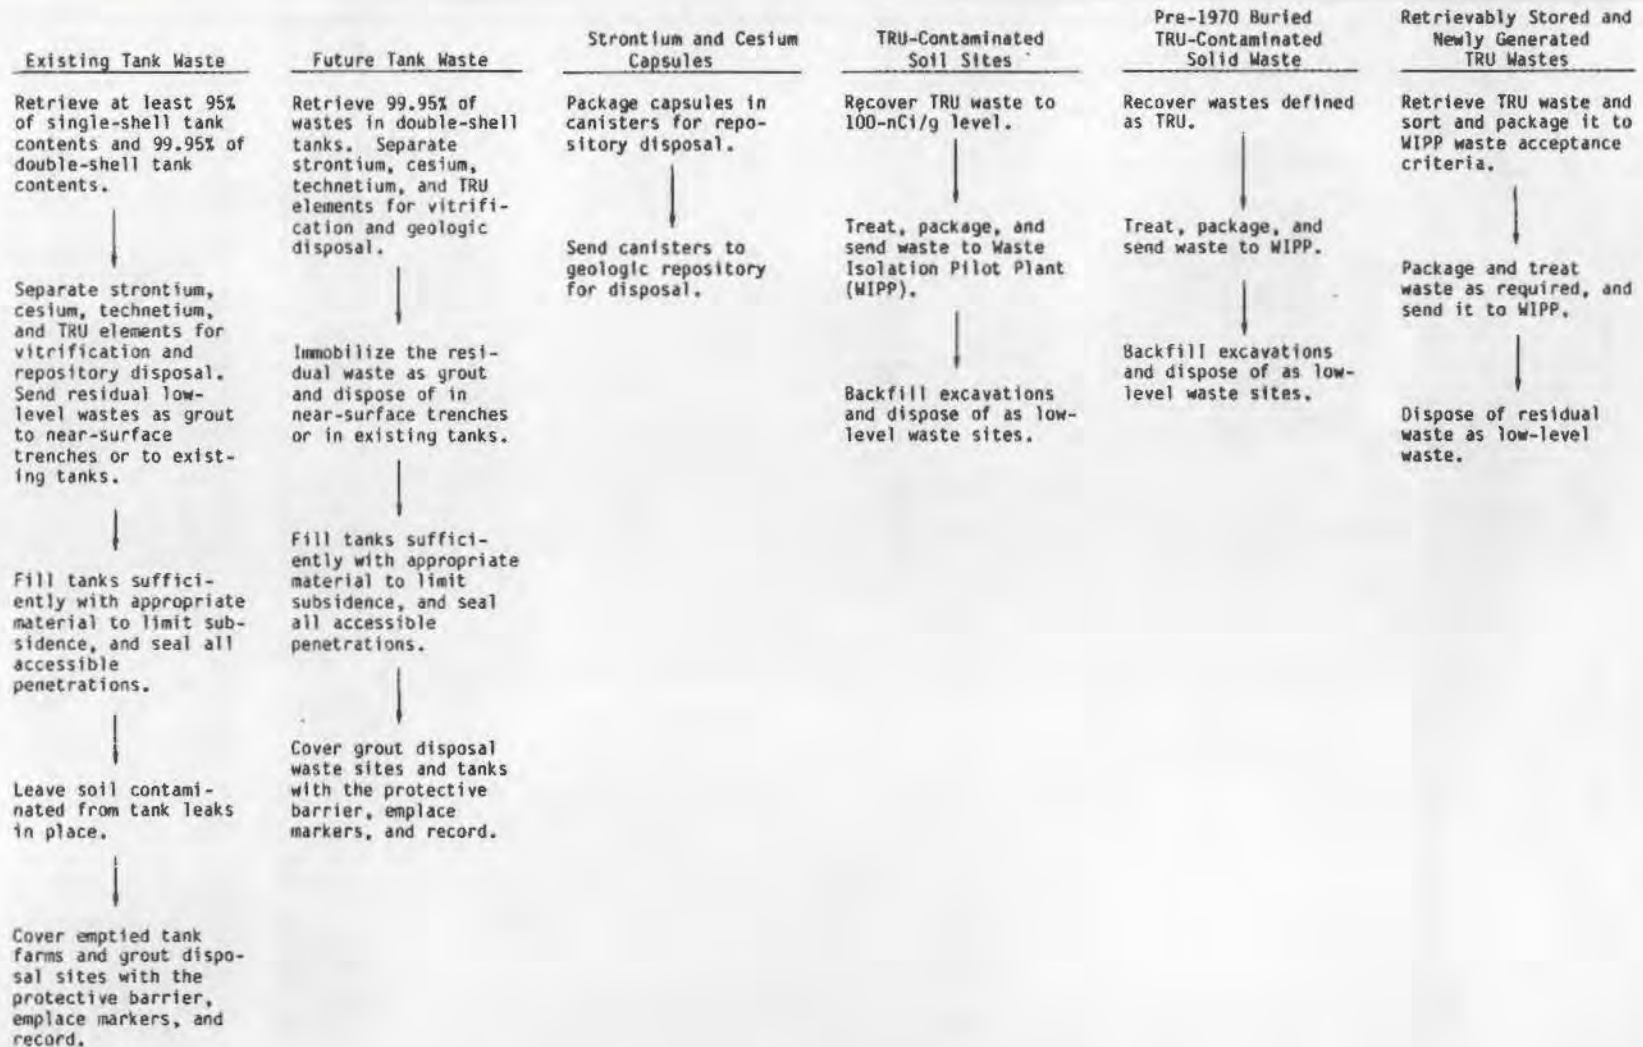 Existing Tank Waste
Retrieve at least 95%
of single-shell tank
contents and 99.95% of
double-shell tank
contents.
Separate strontium,
cesium, technetium,
and TRU elements for
vitrification and
repository disposal.
Send residual low-
level wastes as grout
to near-surface
trenches or to exist-
ing tanks.
Fill tanks suffici-
ently with appropriate
material to limit sub-
sidence, and seal all
accessible
penetrations.
Leave soil contami-
nated from tank leaks
in place.
Cover emptied tank
farms and grout dispo-
sal sites with the
protective barrier,
emplace markers, and
record.
Future Tank Waste
Retrieve 99.95% of
wastes in double-shell
tanks. Separate
strontium, cesium,
technetium, and TRU
elements for vitrifi-
cation and geologic
disposal.
Immobilize the resi-
dual waste as grout
and dispose of in
near-surface trenches
or in existing tanks.
Fill tanks suffici-
ently with appropriate
material to limit
subsidence, and seal
all accessible
penetrations.
Cover grout disposal
waste sites and tanks
with the protective
barrier, emplace
markers, and record.
Strontium and Cesium
Capsules
Package capsules in
canisters for repo-
sitory disposal.
Send canisters to
geologic repository
for disposal.
TRU-Contaminated
Soil Sites
Recover TRU waste to
100-nCi/g level.
Treat, package, and
send waste to Waste
Isolation Pilot Plant
(WIPP).
Backfill excavations
and dispose of as low-
level waste sites.
Pre-1970 Buried
TRU-Contaminated
Solid Waste
Recover wastes defined
as TRU.
Treat, package, and
send waste to WIPP.
Backfill excavations
and dispose of as low-
level waste sites.
Retrievably Stored and
Newly Generated
TRU Wastes
Retrieve TRU waste and
sort and package it to
WIPP waste acceptance
criteria.
Package and treat
waste as required, and
send it to WIPP.
Dispose of residual
waste as low-level
waste.